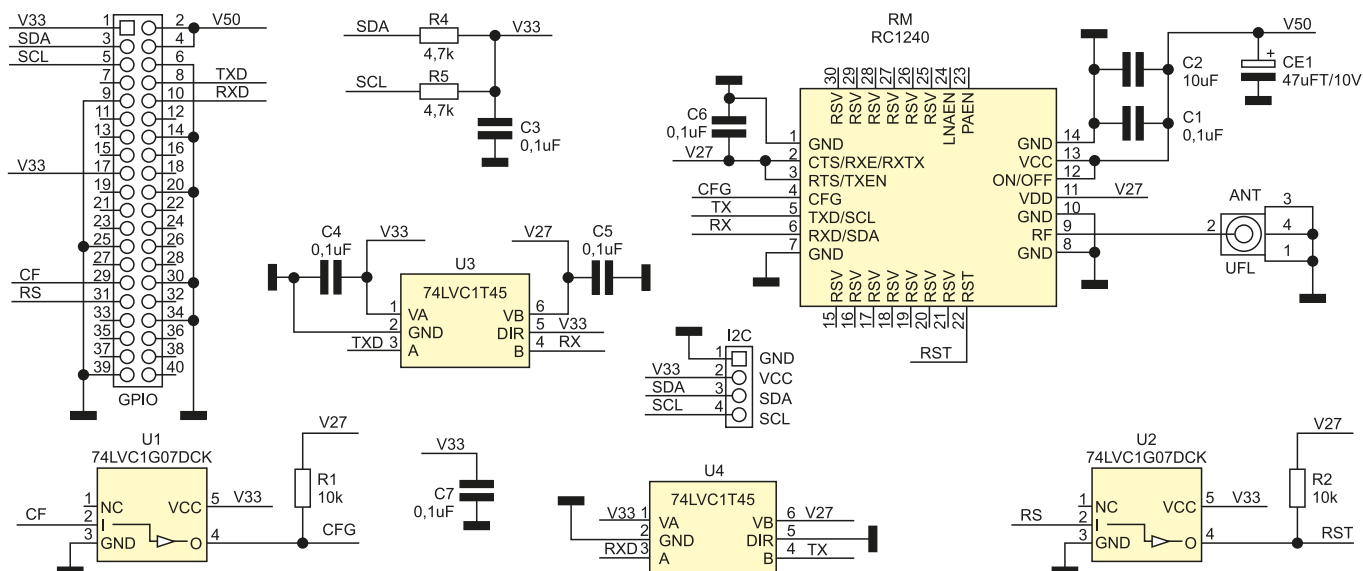 V33 1 2 V50
SDA 3 4
SCL 5 6
7 8 TXD
9 10 RXD
11 12
13 14
15 16
V33 17 18
19 20
21 22
23 24
25 26
27 28
CF 29 30
RS 31 32
33 34
35 36
37 38
39 40
GPIO
SDA R4 V33
4,7k
SCL R5
4,7k
C3
0,1uF
RM
RC1240
30 29 28 27 26 25 24 23
RSV RSV RSV RSV RSV RSV LNAEN PAEN
C6
0,1uF
V27
CFG
TX
RX
1 GND
2 CTS/RXE/RXTX
3 RTS/TXEN
4 CFG
5 TXD/SCL
6 RXD/SDA
7 GND
GND 14
VCC 13
ON/OFF 12
VDD 11 V27
GND 10
RF 9
GND 8
RSV RSV RSV RSV RSV RSV RSV RST
15 16 17 18 19 20 21 22
RST
V50
C2
10uF
CE1
+
47uFT/10V
C1
0,1uF
ANT
2 3
4
1
UFL
C4
0,1uF
V33
V27
C5
0,1uF
U3
74LVC1T45
1 VA VB 6
2 GND DIR 5 V33
TXD 3 A B 4 RX
I2C
1 GND
V33 2 VCC
SDA 3 SDA
SCL 4 SCL
U1
74LVC1G07DCK
1 NC VCC 5 V33
CF 2 I
3 GND O 4 CFG
V27
R1
10k
V33
C7
0,1uF
U4
74LVC1T45
V33 1 VA VB 6 V27
2 GND DIR 5
RXD 3 A B 4 TX
U2
74LVC1G07DCK
1 NC VCC 5 V33
RS 2 I
3 GND O 4 RST
V27
R2
10k